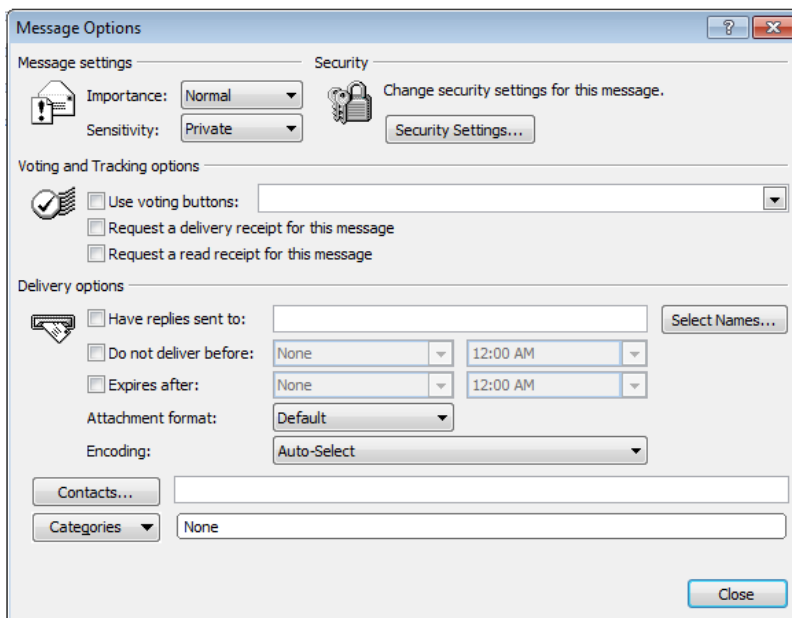 Message Options
Message settings
Security
Importance: Normal
Change security settings for this message.
Sensitivity: Private
Security Settings...
Voting and Tracking options
Use voting buttons:
Request a delivery receipt for this message
Request a read receipt for this message
Delivery options
Have replies sent to:
Select Names...
Do not deliver before: None 12:00 AM
Expires after: None 12:00 AM
Attachment format: Default
Encoding: Auto-Select
Contacts...
Categories None
Close